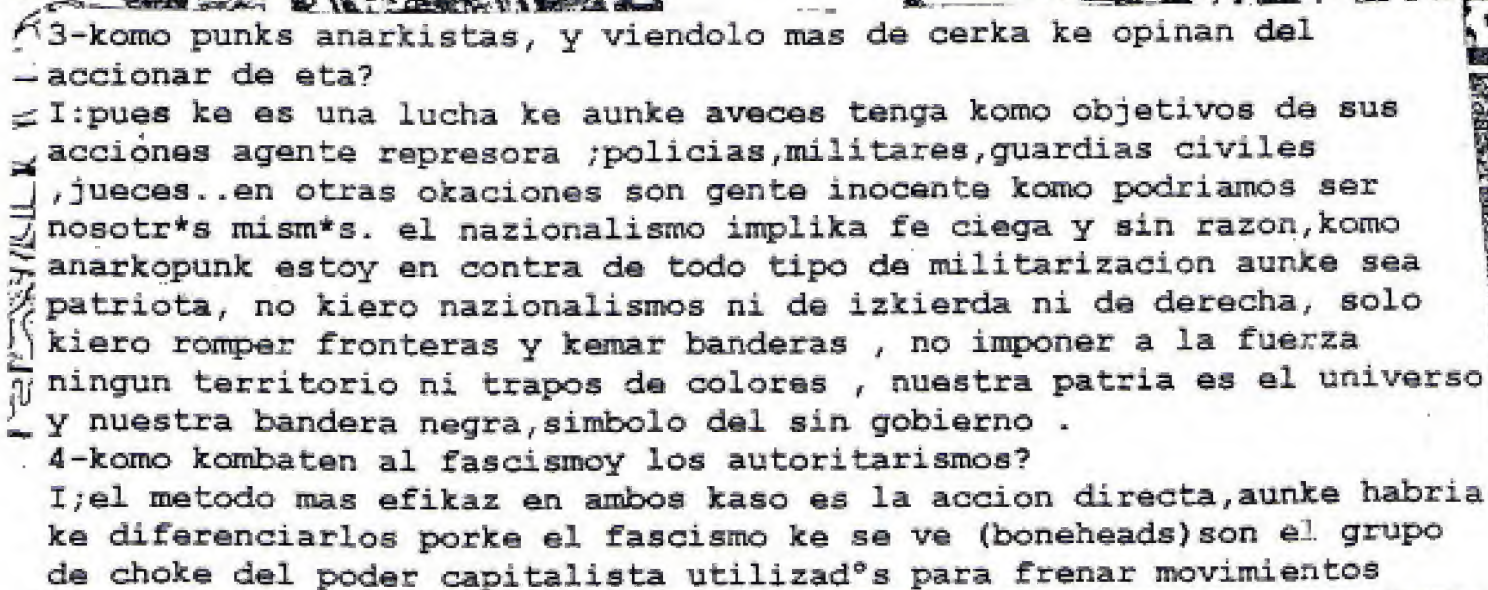 3-komo punks anarkistas, y viendolo mas de cerka ke opinan del
accionar de eta?
I:pues ke es una lucha ke aunke aveces tenga komo objetivos de sus
acciónes agente represora ;policias,militares,guardias civiles
,jueces..en otras okaciones son gente inocente komo podriamos ser
nosotr*s mism*s. el nazionalismo implika fe ciega y sin razon,komo
anarkopunk estoy en contra de todo tipo de militarizacion aunke sea
patriota, no kiero nazionalismos ni de izkierda ni de derecha, solo
kiero romper fronteras y kemar banderas , no imponer a la fuerza
ningun territorio ni trapos de colores , nuestra patria es el universo
y nuestra bandera negra,simbolo del sin gobierno .
4-komo kombaten al fascismoy los autoritarismos?
I;el metodo mas efikaz en ambos kaso es la accion directa,aunke habria
ke diferenciarlos porke el fascismo ke se ve (boneheads)son el grupo
de choke del poder capitalista utilizad°s para frenar movimientos